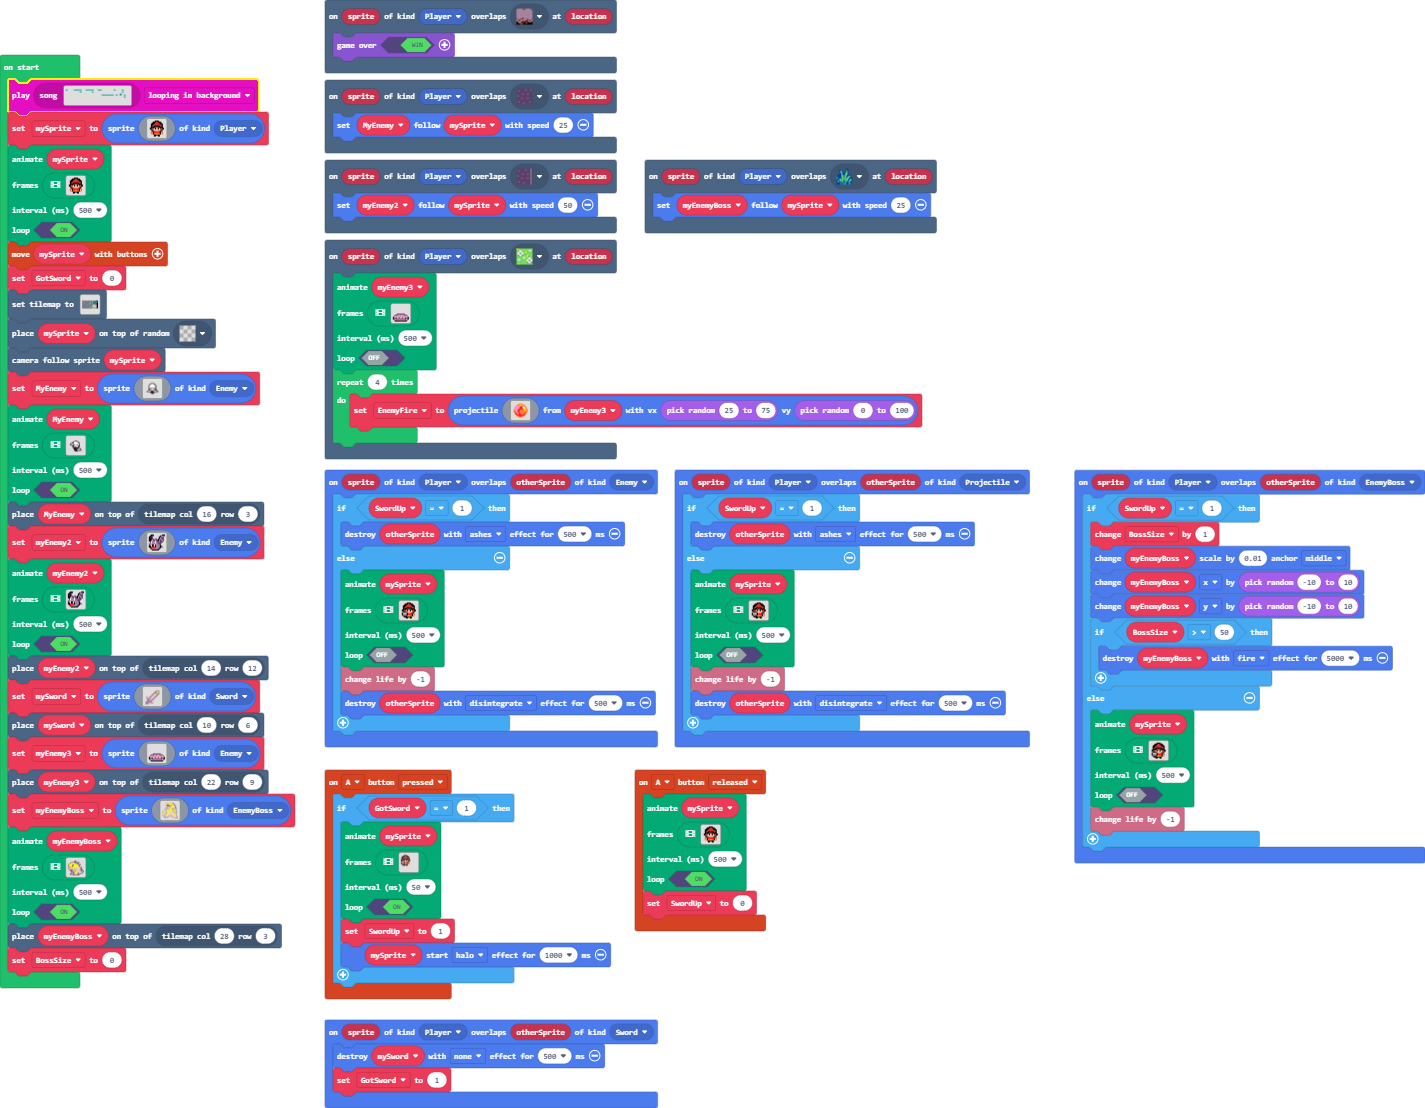 on start
play song looping in background
set mySprite to sprite of kind Player
animate mySprite
frames
interval (ms) 500
loop ON
move mySprite with buttons
set GotSword to 0
set tilemap to
place mySprite on top of random
camera follow sprite mySprite
set MyEnemy to sprite of kind Enemy
animate MyEnemy
frames
interval (ms) 500
loop ON
place MyEnemy on top of tilemap col 16 row 3
set myEnemy2 to sprite of kind Enemy
animate myEnemy2
frames
interval (ms) 500
loop ON
place myEnemy2 on top of tilemap col 14 row 12
set mySword to sprite of kind Sword
place mySword on top of tilemap col 10 row 6
set myEnemy3 to sprite of kind Enemy
place myEnemy3 on top of tilemap col 22 row 9
set myEnemyBoss to sprite of kind EnemyBoss
animate myEnemyBoss
frames
interval (ms) 500
loop ON
place myEnemyBoss on top of tilemap col 28 row 3
set BossSize to 0
on sprite of kind Player overlaps at location
game over WIN
on sprite of kind Player overlaps at location
set MyEnemy follow mySprite with speed 25
on sprite of kind Player overlaps at location
set myEnemy2 follow mySprite with speed 50
on sprite of kind Player overlaps at location
set myEnemyBoss follow mySprite with speed 25
on sprite of kind Player overlaps at location
animate myEnemy3
frames
interval (ms) 500
loop OFF
repeat 4 times
do
set EnemyFire to projectile from myEnemy3 with vx pick random 25 to 75 vy pick random 0 to 100
on sprite of kind Player overlaps otherSprite of kind Enemy
if SwordUp = 1 then
destroy otherSprite with ashes effect for 500 ms
else
animate mySprite
frames
interval (ms) 500
loop OFF
change life by -1
destroy otherSprite with disintegrate effect for 500 ms
on sprite of kind Player overlaps otherSprite of kind Projectile
if SwordUp = 1 then
destroy otherSprite with ashes effect for 500 ms
else
animate mySprite
frames
interval (ms) 500
loop OFF
change life by -1
destroy otherSprite with disintegrate effect for 500 ms
on sprite of kind Player overlaps otherSprite of kind EnemyBoss
if SwordUp = 1 then
change BossSize by 1
change myEnemyBoss scale by 0.01 anchor middle
change myEnemyBoss x by pick random -10 to 10
change myEnemyBoss y by pick random -10 to 10
if BossSize > 50 then
destroy myEnemyBoss with fire effect for 5000 ms
else
animate mySprite
frames
interval (ms) 500
loop OFF
change life by -1
on A button pressed
if GotSword = 1 then
animate mySprite
frames
interval (ms) 50
loop ON
set SwordUp to 1
mySprite start halo effect for 1000 ms
on A button released
animate mySprite
frames
interval (ms) 500
loop ON
set SwordUp to 0
on sprite of kind Player overlaps otherSprite of kind Sword
destroy mySword with none effect for 500 ms
set GotSword to 1